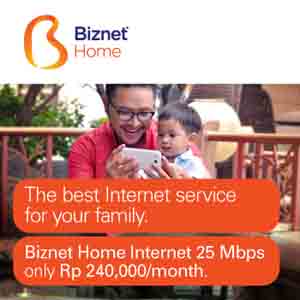 Biznet
Home
The best Internet service
for your family.
Biznet Home Internet 25 Mbps
only Rp 240,000/month.